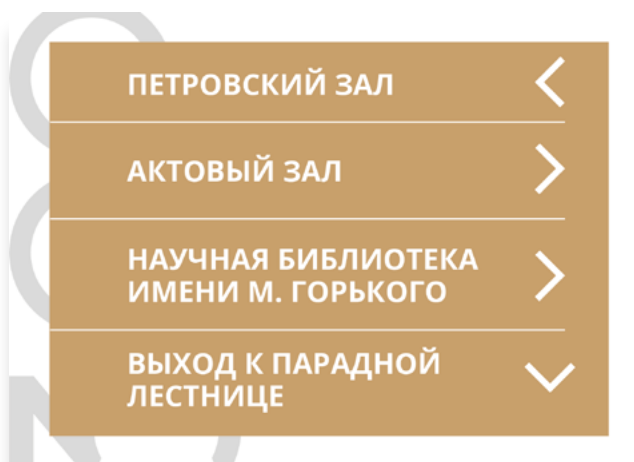 ПЕТРОВСКИЙ ЗАЛ
АКТОВЫЙ ЗАЛ
НАУЧНАЯ БИБЛИОТЕКА
ИМЕНИ М. ГОРЬКОГО
ВЫХОД К ПАРАДНОЙ
ЛЕСТНИЦЕ